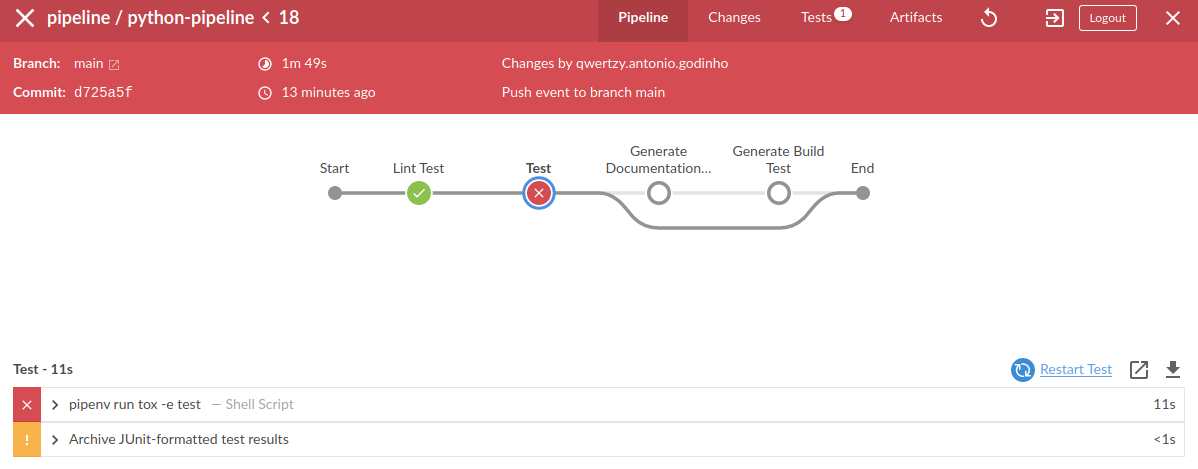 pipeline / python-pipeline < 18
Pipeline
Changes
Tests 1
Artifacts
Logout
Branch: main
1m 49s
Changes by qwertzy.antonio.godinho
Commit: d725a5f
13 minutes ago
Push event to branch main
Start
Lint Test
Test
Generate
Documentation...
Generate Build
Test
End
Test - 11s
Restart Test
pipenv run tox -e test — Shell Script
11s
! Archive JUnit-formatted test results
<1s